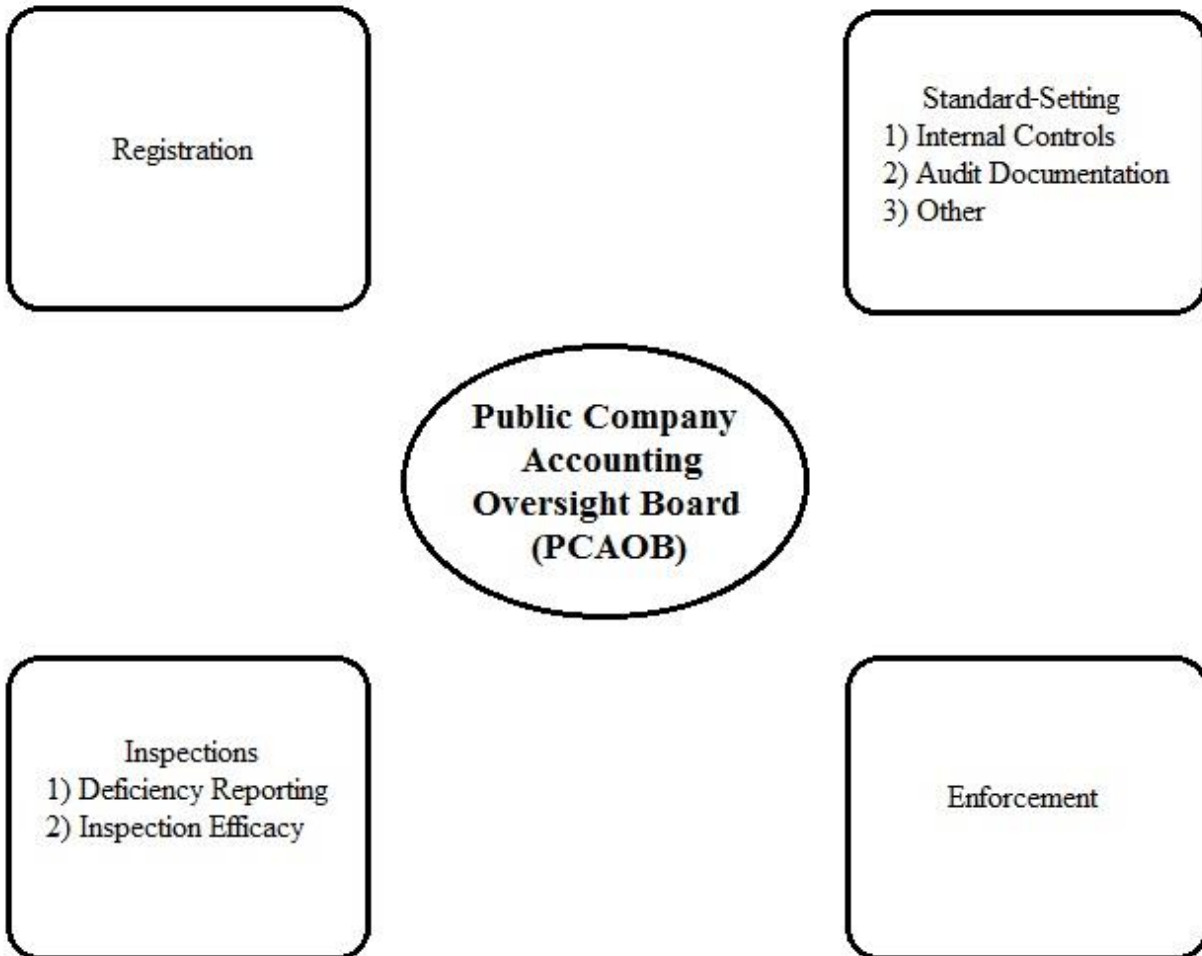 Registration
Standard-Setting
1) Internal Controls
2) Audit Documentation
3) Other
Public Company
Accounting
Oversight Board
(PCAOB)
Inspections
1) Deficiency Reporting
2) Inspection Efficacy
Enforcement